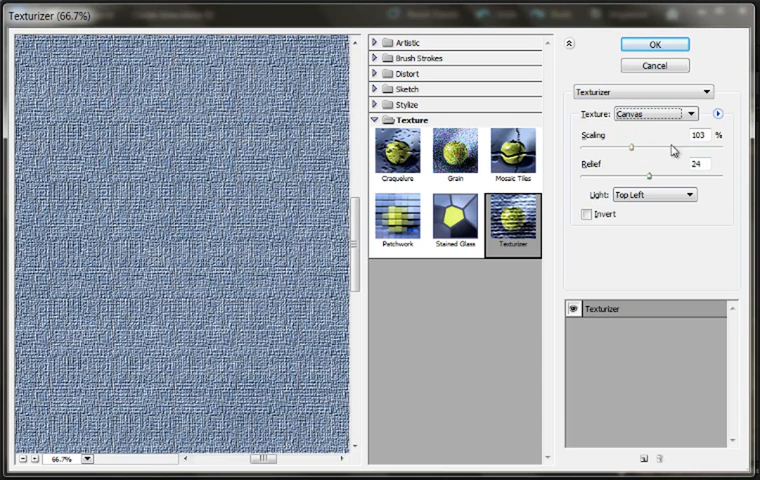 Texturizer (66.7%)
Artistic
Brush Strokes
Distort
Sketch
Stylize
Texture
Craquelure
Grain
Mosaic Tiles
Patchwork
Stained Glass
Texturizer
OK
Cancel
Texturizer
Texture: Canvas
Scaling 103 %
Relief 24
Light: Top Left
Invert
Texturizer
66.7%